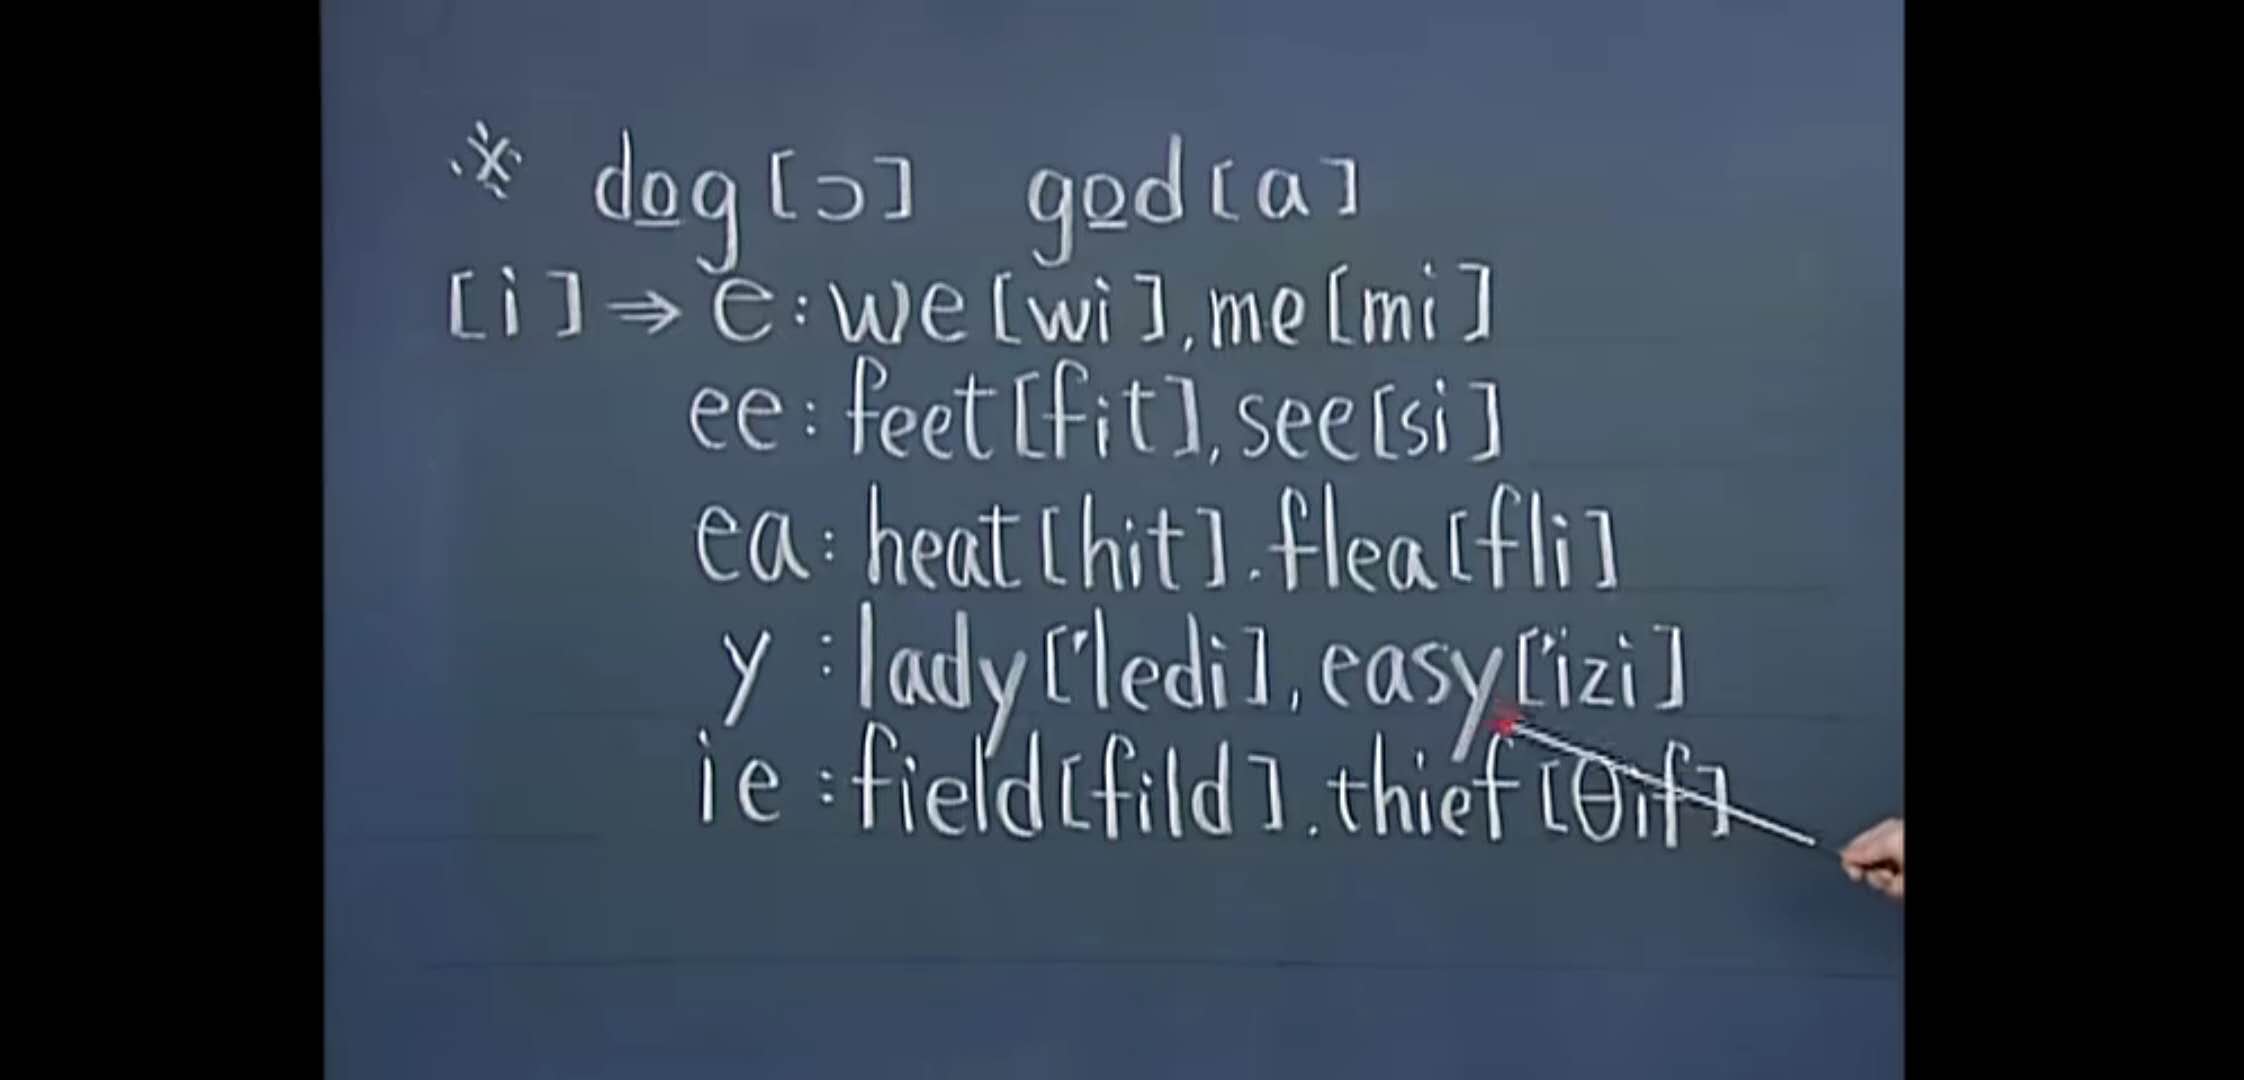 ※ dog[ɔ] god[a]
[i]⇒e:we[wi],me[mi]
ee:feet[fit],see[si]
ea:heat[hit].flea[fli]
y:lady['ledi],easy['izi]
ie:field[fild].thief[θif]